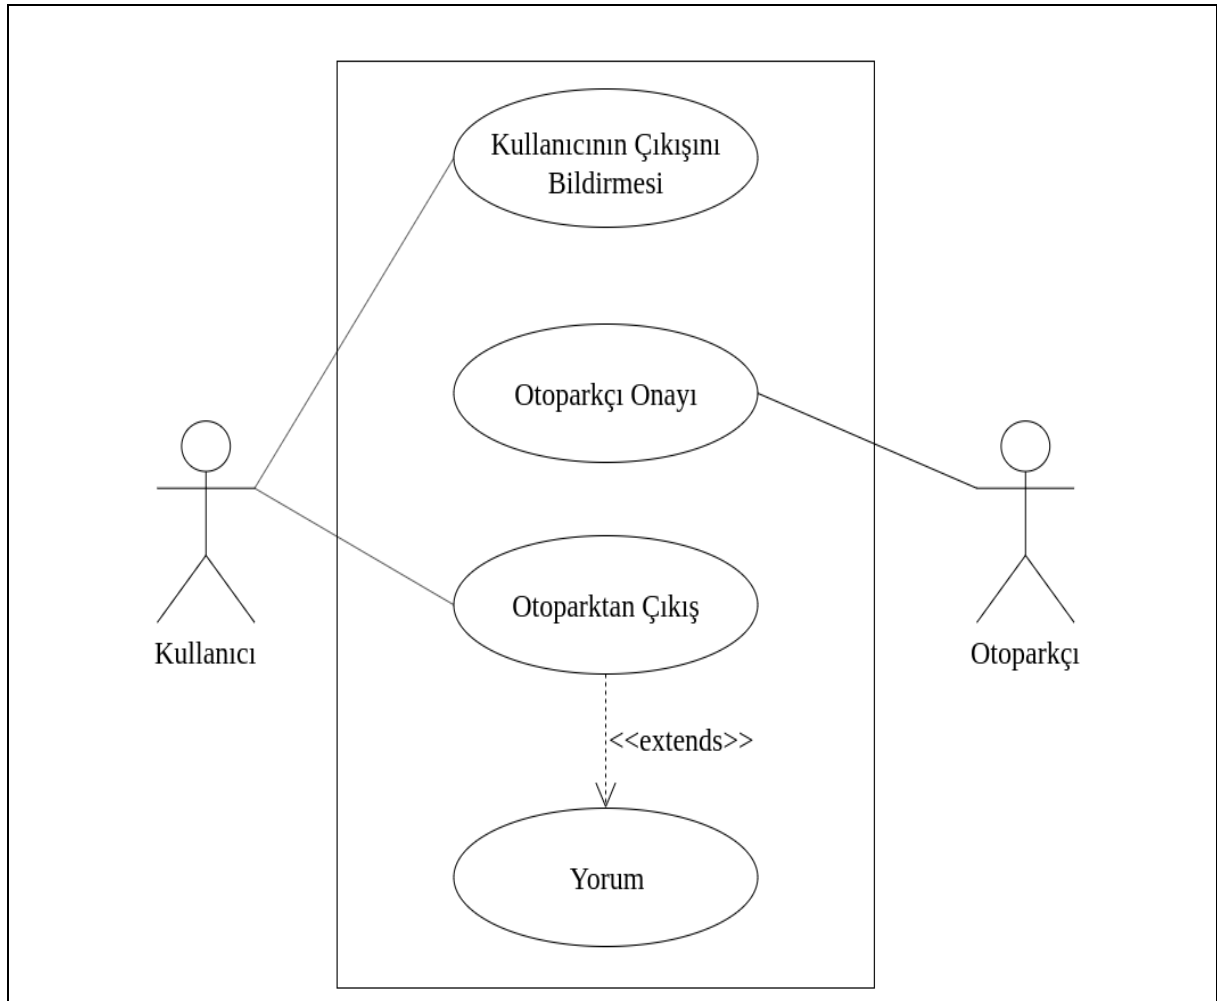 Kullanıcının Çıkışını
Bildirmesi
Otoparkçı Onayı
Otoparktan Çıkış
Kullanıcı
Otoparkçı
<<extends>>
Yorum